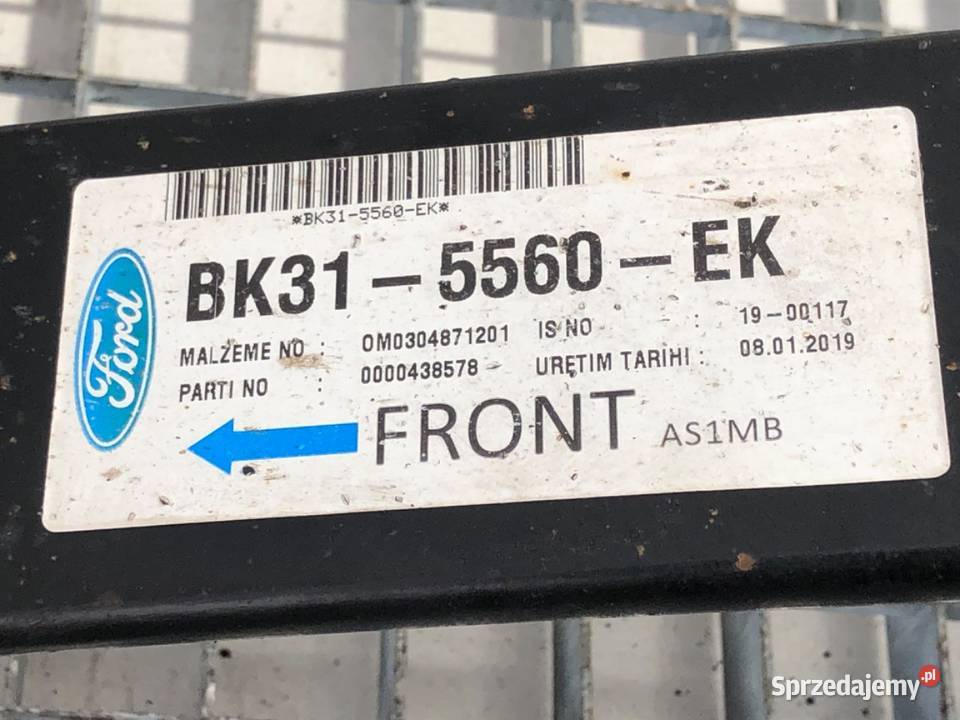 *BK31-5560-EK*
BK31-5560-EK
Ford
MALZEME NO : 0M0304871201 IS NO : 19-00117
PARTI NO : 0000438578 URETIM TARIHI : 08.01.2019
FRONT AS1MB
Sprzedajemy.pl